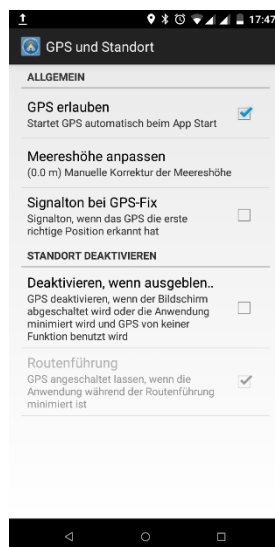 17:47
GPS und Standort
ALLGEMEIN
GPS erlauben
Startet GPS automatisch beim App Start
Meereshöhe anpassen
(0.0 m) Manuelle Korrektur der Meereshöhe
Signalton bei GPS-Fix
Signalton, wenn das GPS die erste
richtige Position erkannt hat
STANDORT DEAKTIVIEREN
Deaktivieren, wenn ausgeblen..
GPS deaktivieren, wenn der Bildschirm
abgeschaltet wird oder die Anwendung
minimiert wird und GPS von keiner
Funktion benutzt wird
Routenführung
GPS angeschaltet lassen, wenn die
Anwendung während der Routenführung
minimiert ist